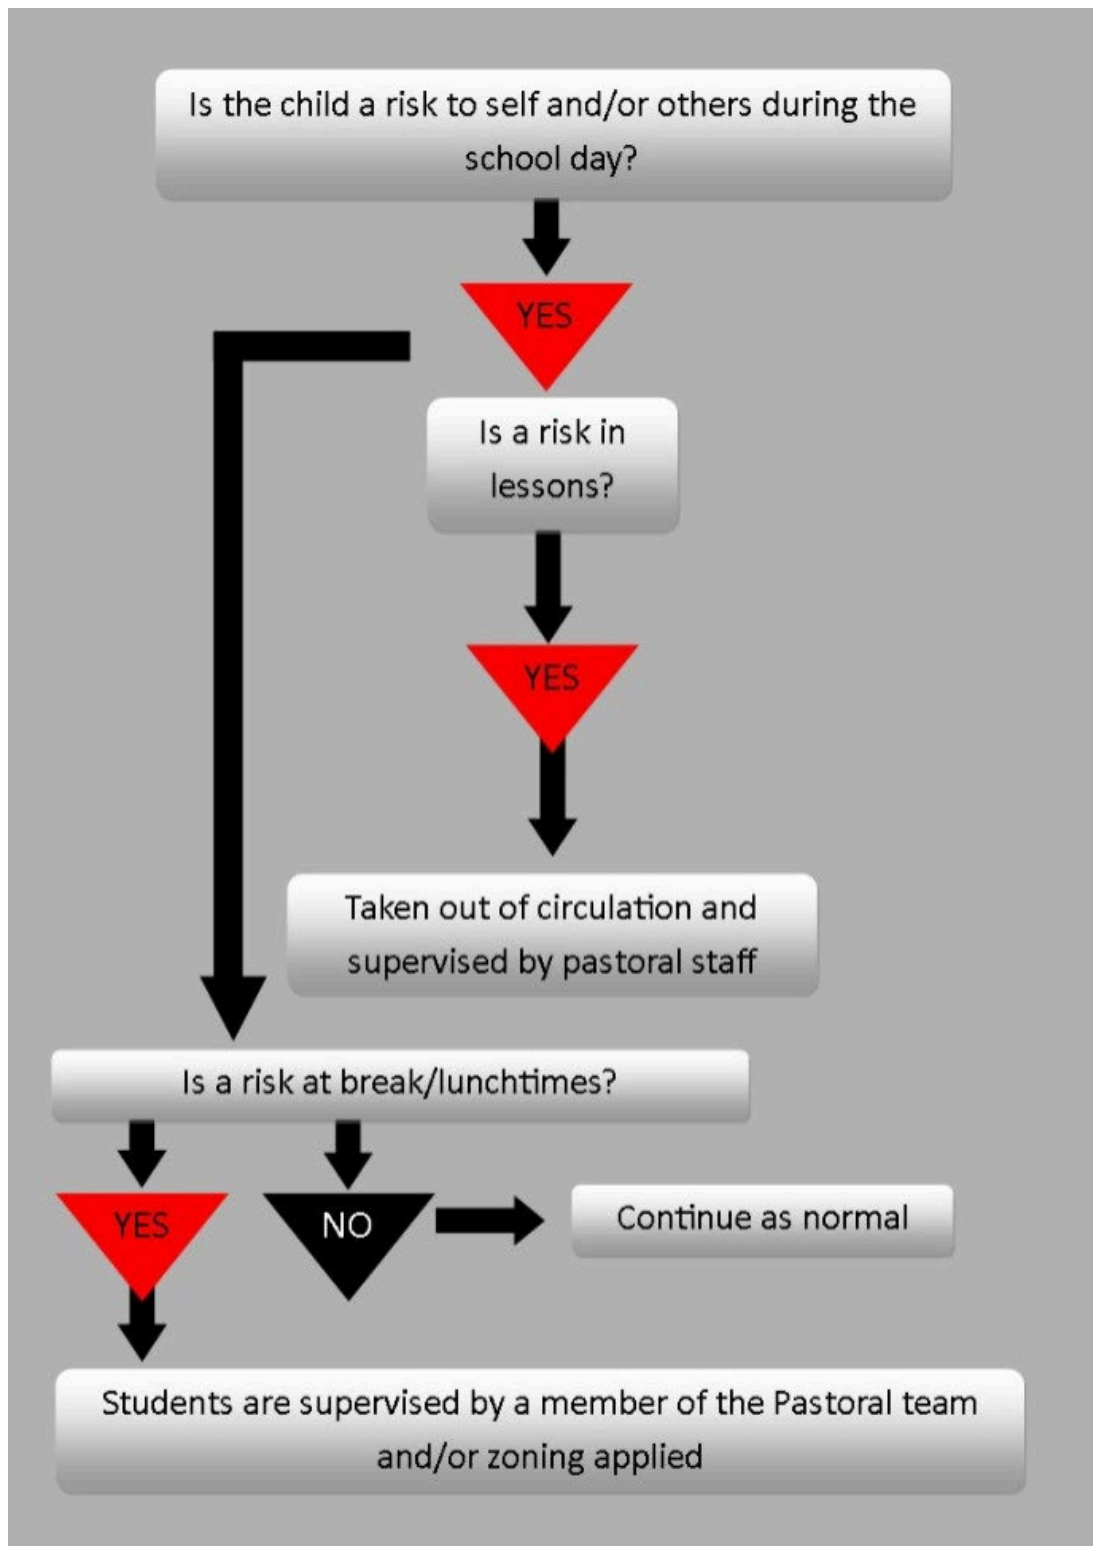 Is the child a risk to self and/or others during the
school day?
YES
Is a risk in
lessons?
YES
Taken out of circulation and
supervised by pastoral staff
Is a risk at break/lunchtimes?
YES
NO
Continue as normal
Students are supervised by a member of the Pastoral team
and/or zoning applied